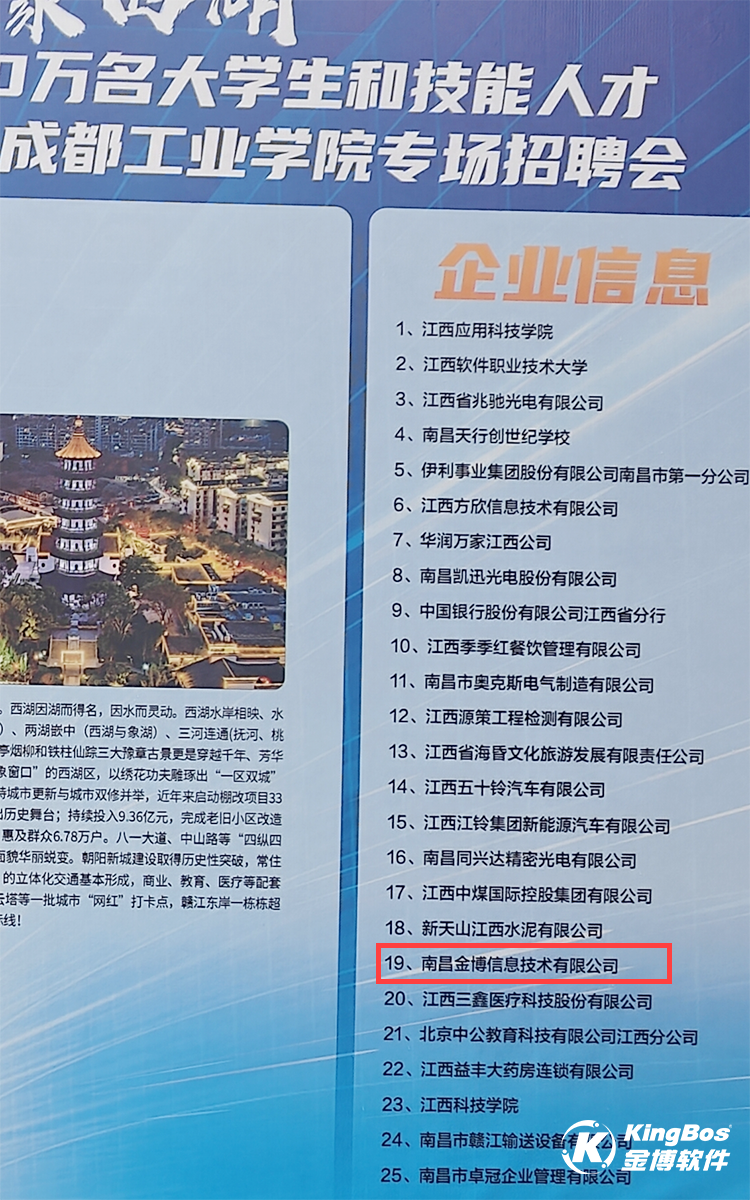 万名大学生和技能人才
成都工业学院专场招聘会
企业信息
1、江西应用科技学院
2、江西软件职业技术大学
3、江西省兆驰光电有限公司
4、南昌天行创世纪学校
5、伊利事业集团股份有限公司南昌市第一分公司
6、江西方欣信息技术有限公司
7、华润万家江西公司
8、南昌凯迅光电股份有限公司
9、中国银行股份有限公司江西省分行
10、江西季季红餐饮管理有限公司
11、南昌市奥克斯电气制造有限公司
12、江西源策工程检测有限公司
13、江西省海昏文化旅游发展有限责任公司
14、江西五十铃汽车有限公司
15、江西江铃集团新能源汽车有限公司
16、南昌同兴达精密光电有限公司
17、江西中煤国际控股集团有限公司
18、新天山江西水泥有限公司
19、南昌金博信息技术有限公司
20、江西三鑫医疗科技股份有限公司
21、北京中公教育科技有限公司江西分公司
22、江西益丰大药房连锁有限公司
23、江西科技学院
24、南昌市赣江输送设备有限公司
25、南昌市卓冠企业管理有限公司
。西湖因湖而得名，因水而灵动。西湖水岸相映、水
）、两湖嵌中（西湖与象湖）、三河连通(抚河、桃
亭烟柳和铁柱仙踪三大豫章古景更是穿越千年、芳华
象窗口”的西湖区，以绣花功夫雕琢出“一区双城”
持城市更新与城市双修并举，近年来启动棚改项目33
出历史舞台；持续投入9.36亿元，完成老旧小区改造
惠及群众6.78万户。八一大道、中山路等“四纵四
面貌华丽蜕变。朝阳新城建设取得历史性突破，常住
的立体化交通基本形成，商业、教育、医疗等配套
云塔等一批城市“网红”打卡点，赣江东岸一栋栋超
线！
KingBos®
金博软件